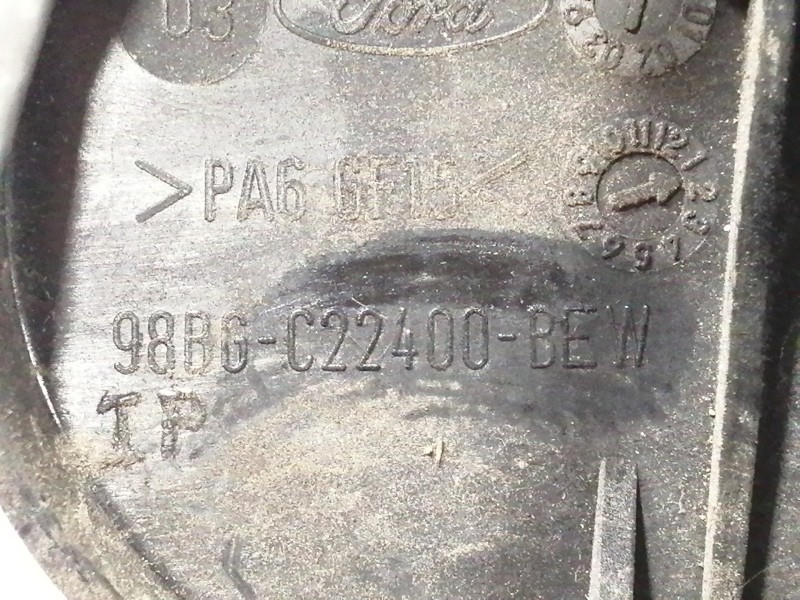 03
Ford
>PA6 GF15<
98BG-C22400-BEW
TP